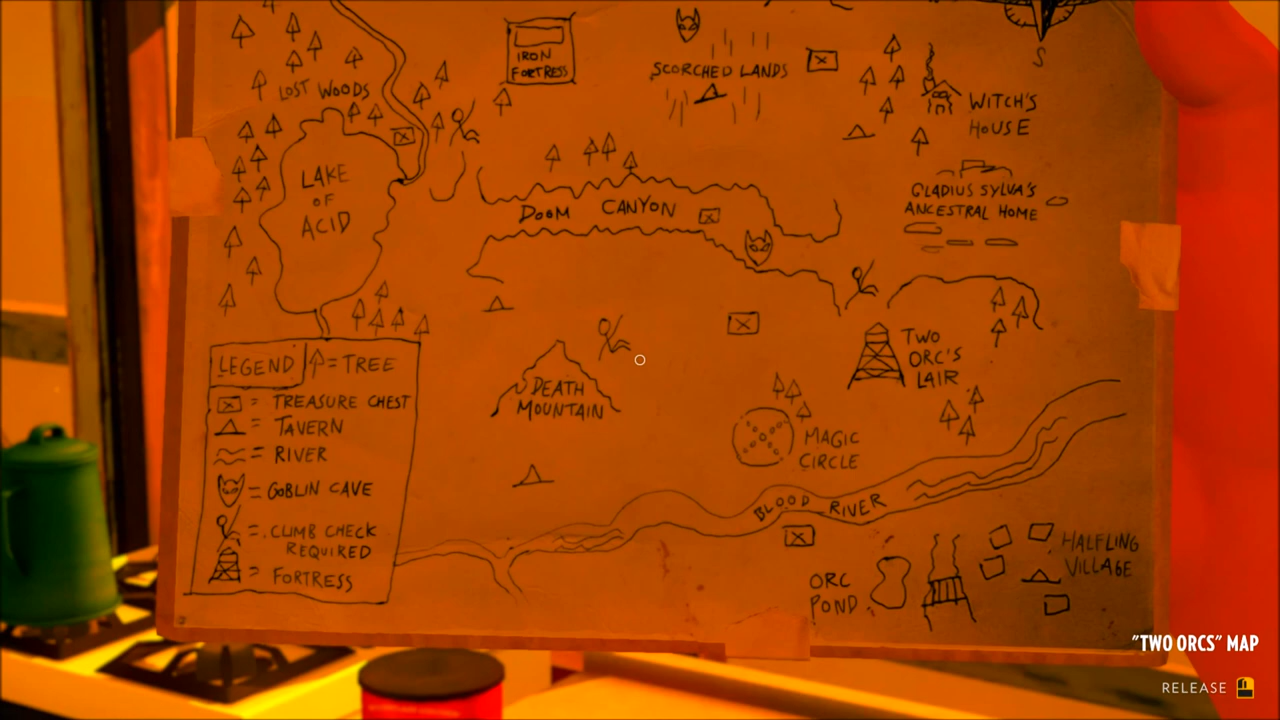 S
IRON
FORTRESS
SCORCHED LANDS
LOST WOODS
WITCH'S
HOUSE
LAKE
OF
ACID
DOOM CANYON
GLADIUS SYLVA'S
ANCESTRAL HOME
TWO
ORC'S
LAIR
DEATH
MOUNTAIN
MAGIC
CIRCLE
BLOOD RIVER
HALFLING
VILLAGE
ORC
POND
LEGEND
= TREE
= TREASURE CHEST
= TAVERN
= RIVER
= GOBLIN CAVE
= CLIMB CHECK
REQUIRED
= FORTRESS
"TWO ORCS" MAP
RELEASE